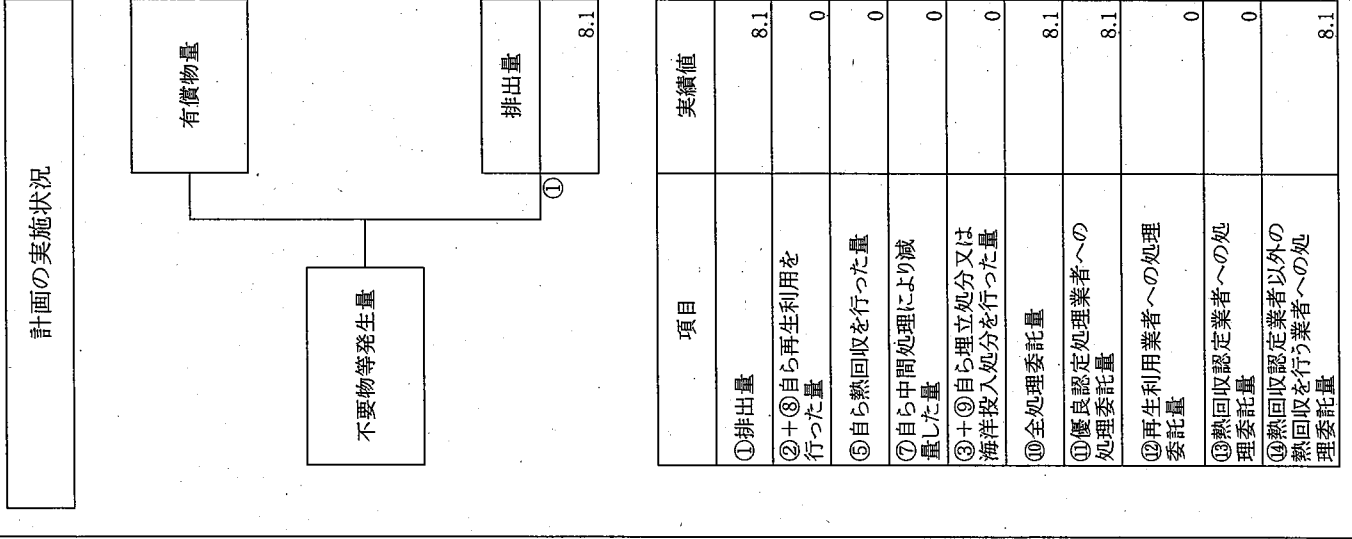 計画の実施状況
不要物等発生量
有償物量
排出量
①
8.1
項目
実績値
①排出量
8.1
②+⑧自ら再生利用を
行った量
0
⑤自ら熱回収を行った量
0
⑦自ら中間処理により減
量した量
0
③+⑨自ら埋立処分又は
海洋投入処分を行った量
0
⑩全処理委託量
8.1
⑪優良認定処理業者への
処理委託量
8.1
⑫再生利用業者への処理
委託量
0
⑬熱回収認定業者への処
理委託量
0
⑭熱回収認定業者以外の
熱回収を行う業者への処
理委託量
8.1